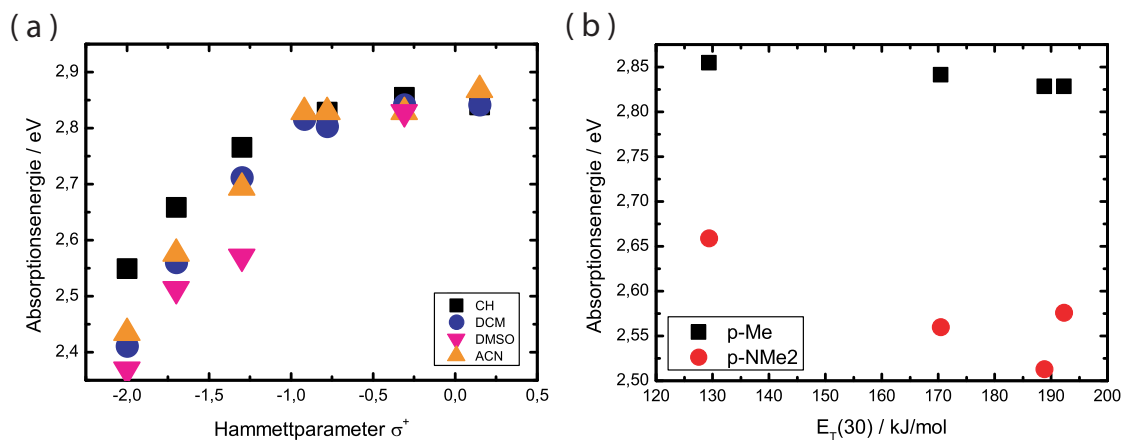 (a)
Absorptionsenergie / eV
2,9
2,8
2,7
2,6
2,5
2,4
-2,0 -1,5 -1,0 -0,5 0,0 0,5
Hammettparameter σ⁺
CH
DCM
DMSO
ACN
(b)
Absorptionsenergie / eV
2,85
2,80
2,75
2,70
2,65
2,60
2,55
2,50
120 130 140 150 160 170 180 190 200
E_T(30) / kJ/mol
p-Me
p-NMe2